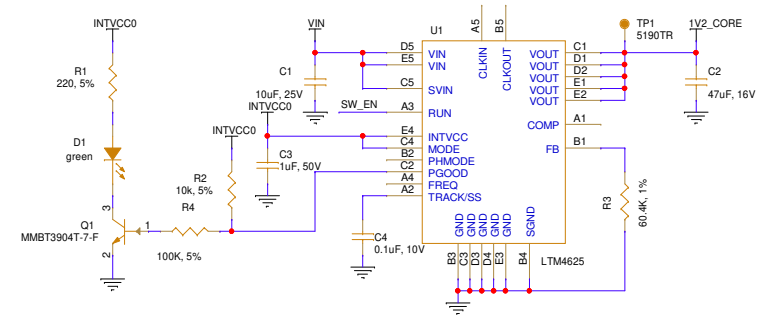 INTVCC0
VIN
U1
A5
B5
TP1
5190TR
1V2_CORE
R1
220, 5%
C1
10uF, 25V
D5
VIN
E5
VIN
C5
SVIN
CLKIN
CLKOUT
VOUT
C1
VOUT
D1
VOUT
D2
VOUT
E1
VOUT
E2
C2
47uF, 16V
INTVCC0
SW_EN
A3
RUN
COMP
A1
D1
green
INTVCC0
E4
INTVCC
C4
MODE
B2
PHMODE
C2
PGOOD
A4
FREQ
A2
TRACK/SS
FB
B1
C3
1uF, 50V
R2
10k, 5%
R4
100K, 5%
3
Q1
MMBT3904T-7-F
1
2
C4
0.1uF, 10V
GND
GND
GND
GND
GND
SGND
B3
C3
D3
D4
E3
B4
LTM4625
R3
60.4K, 1%